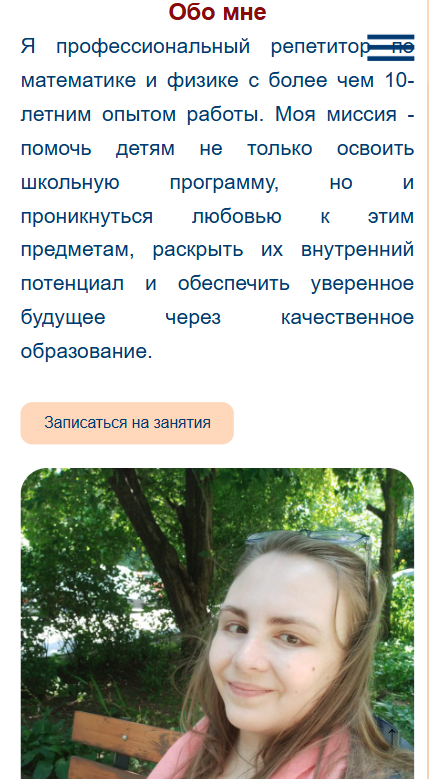 Обо мне
Я профессиональный репетитор по
математике и физике с более чем 10-
летним опытом работы. Моя миссия -
помочь детям не только освоить
школьную программу, но и
проникнуться любовью к этим
предметам, раскрыть их внутренний
потенциал и обеспечить уверенное
будущее через качественное
образование.
Записаться на занятия